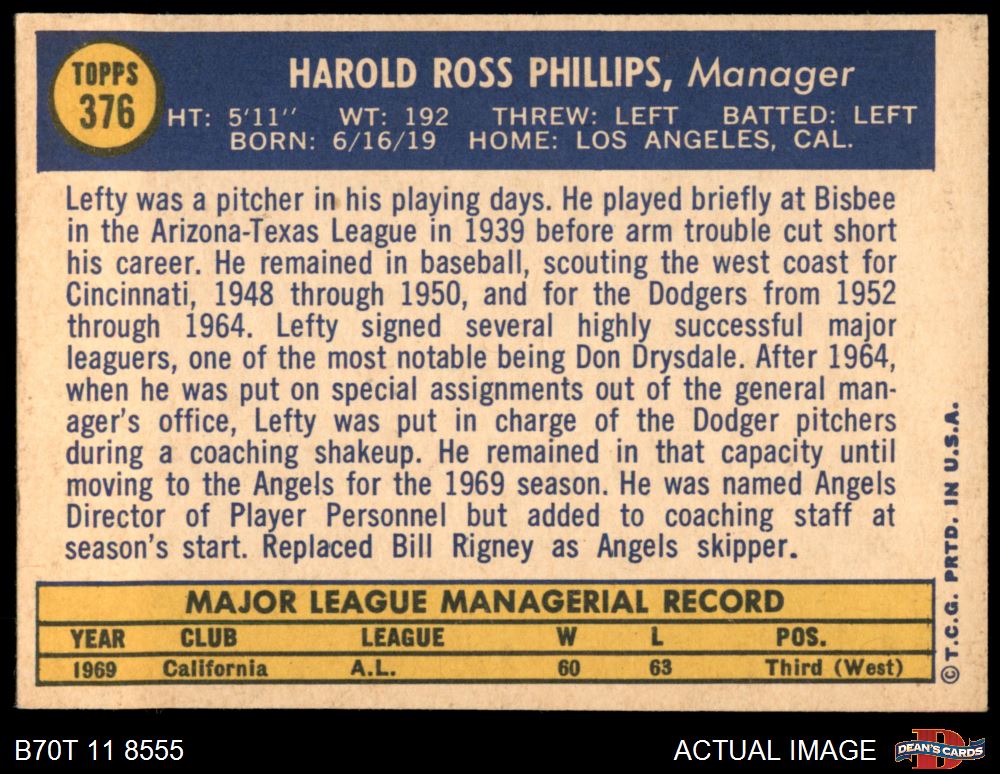 TOPPS
376
HAROLD ROSS PHILLIPS, Manager
HT: 5'11'' WT: 192 THREW: LEFT BATTED: LEFT
BORN: 6/16/19 HOME: LOS ANGELES, CAL.
Lefty was a pitcher in his playing days. He played briefly at Bisbee
in the Arizona-Texas League in 1939 before arm trouble cut short
his career. He remained in baseball, scouting the west coast for
Cincinnati, 1948 through 1950, and for the Dodgers from 1952
through 1964. Lefty signed several highly successful major
leaguers, one of the most notable being Don Drysdale. After 1964,
when he was put on special assignments out of the general man-
ager's office, Lefty was put in charge of the Dodger pitchers
during a coaching shakeup. He remained in that capacity until
moving to the Angels for the 1969 season. He was named Angels
Director of Player Personnel but added to coaching staff at
season's start. Replaced Bill Rigney as Angels skipper.
MAJOR LEAGUE MANAGERIAL RECORD
YEAR CLUB LEAGUE W L POS.
1969 California A.L. 60 63 Third (West)
©T.C.G. PRTD. IN U.S.A.
B70T 11 8555
ACTUAL IMAGE
DEAN'S CARDS